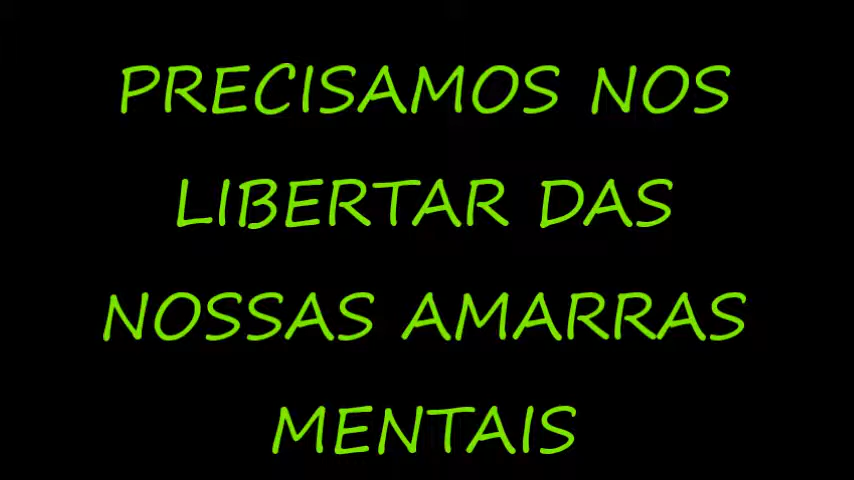 PRECISAMOS NOS
LIBERTAR DAS
NOSSAS AMARRAS
MENTAIS